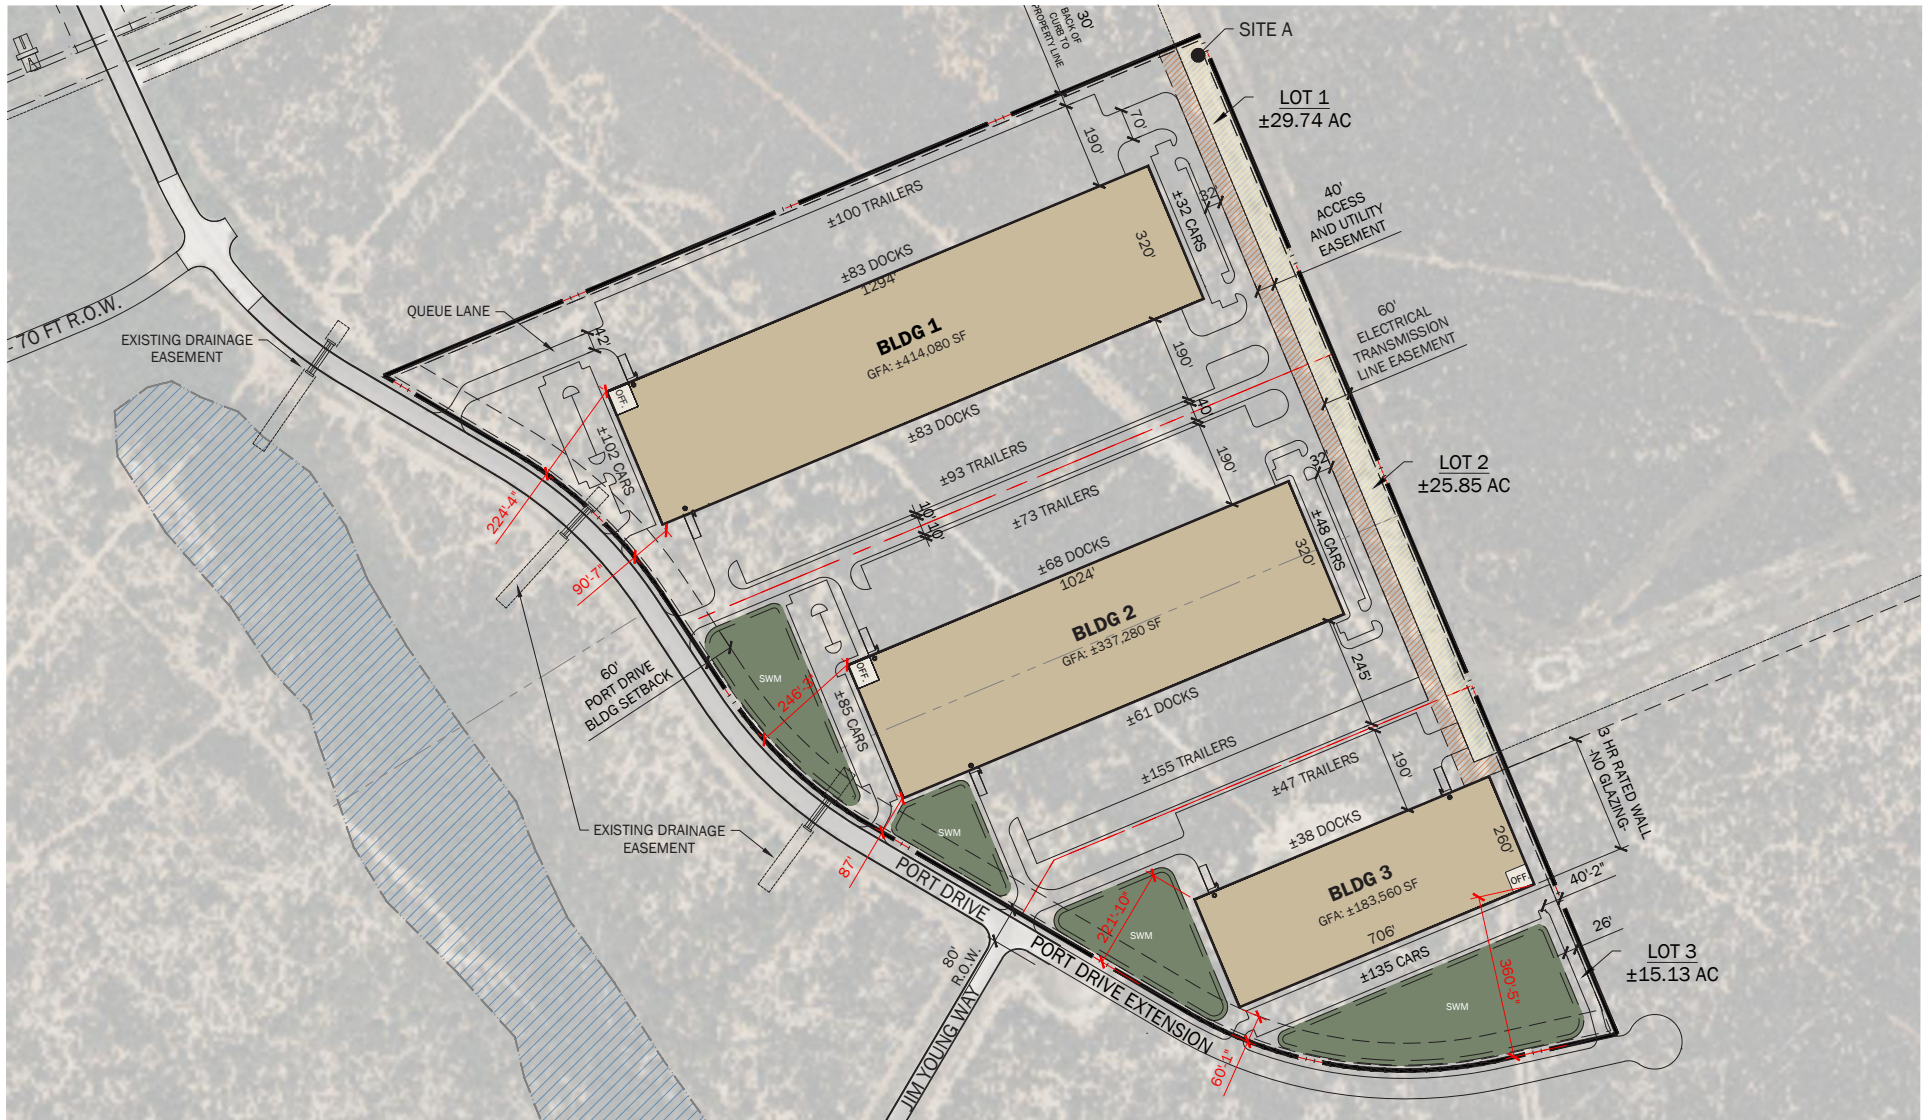 SITE A
30'
BACK OF
CURB TO
PROPERTY LINE
LOT 1
±29.74 AC
70'
190'
±100 TRAILERS
±32 CARS
320'
40'
ACCESS
AND UTILITY
EASEMENT
±83 DOCKS
1294'
BLDG 1
GFA: ±414,080 SF
QUEUE LANE
42'
70 FT R.O.W.
EXISTING DRAINAGE
EASEMENT
OFF.
±102 CARS
±83 DOCKS
190'
40'
60'
ELECTRICAL
TRANSMISSION
LINE EASEMENT
±93 TRAILERS
190'
32'
LOT 2
±25.85 AC
224'-4"
90'-7"
10'
10'
±73 TRAILERS
±68 DOCKS
1024'
320'
±48 CARS
BLDG 2
GFA: ±337,280 SF
60'
PORT DRIVE
BLDG SETBACK
SWM
246'-3"
OFF.
±85 CARS
±61 DOCKS
245'
±155 TRAILERS
±47 TRAILERS
190'
3 HR RATED WALL
-NO GLAZING-
EXISTING DRAINAGE
EASEMENT
SWM
87'
PORT DRIVE
±38 DOCKS
260'
BLDG 3
GFA: ±183,560 SF
OFF.
40'-2"
706'
26'
221'-10"
SWM
±135 CARS
360'-5"
SWM
LOT 3
±15.13 AC
80'
R.O.W.
PORT DRIVE EXTENSION
JIM YOUNG WAY
60'-1"